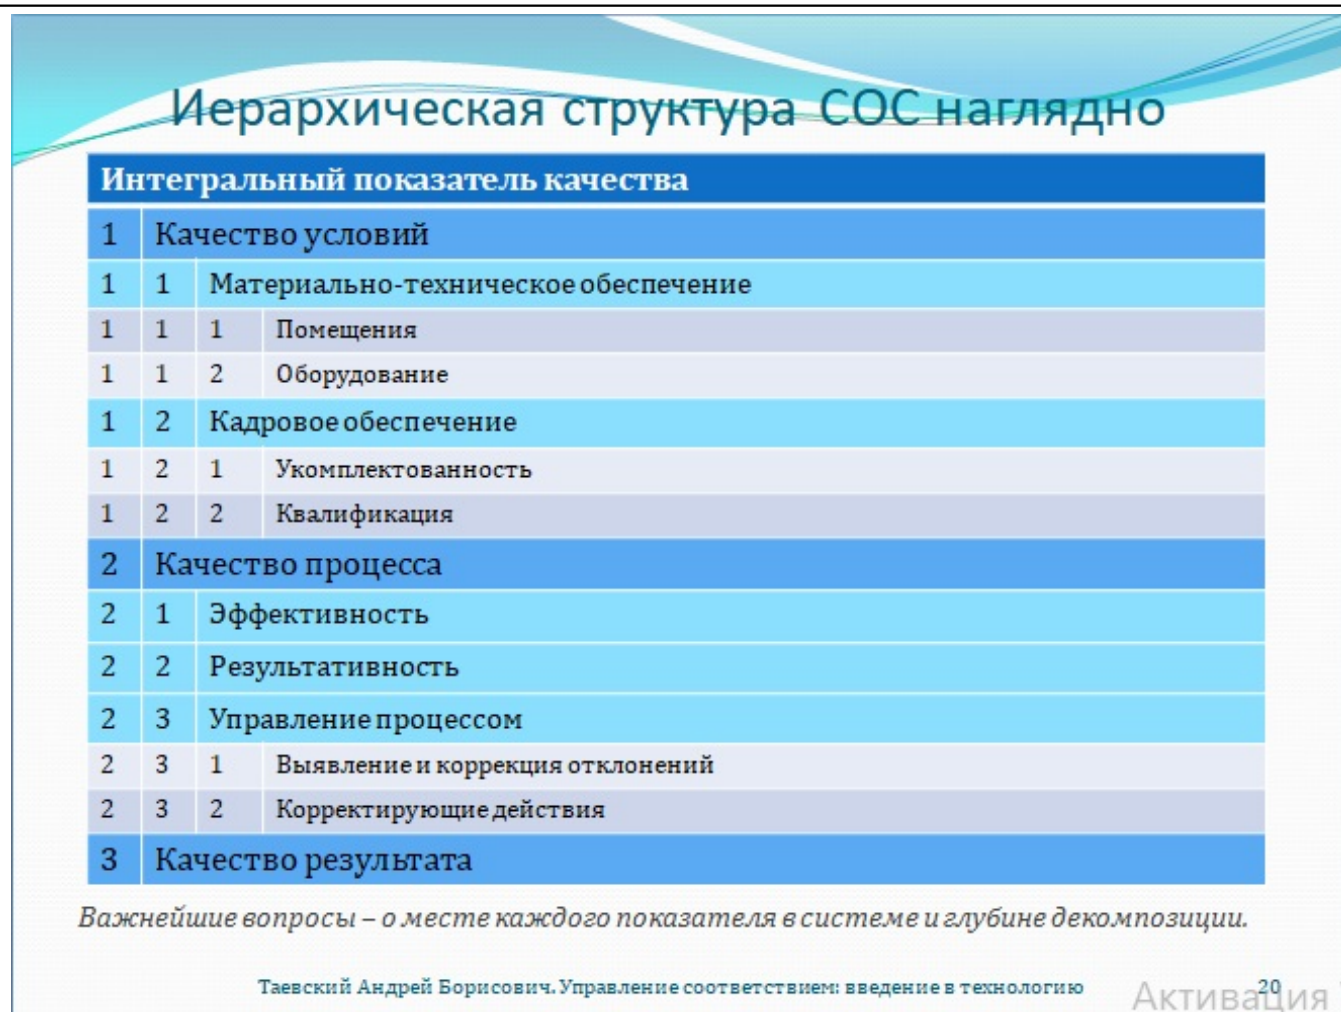 Иерархическая структура СОС наглядно
Интегральный показатель качества
1 Качество условий
1 1 Материально-техническое обеспечение
1 1 1 Помещения
1 1 2 Оборудование
1 2 Кадровое обеспечение
1 2 1 Укомплектованность
1 2 2 Квалификация
2 Качество процесса
2 1 Эффективность
2 2 Результативность
2 3 Управление процессом
2 3 1 Выявление и коррекция отклонений
2 3 2 Корректирующие действия
3 Качество результата
Важнейшие вопросы – о месте каждого показателя в системе и глубине декомпозиции.
Таевский Андрей Борисович. Управление соответствием: введение в технологию
20
Активация